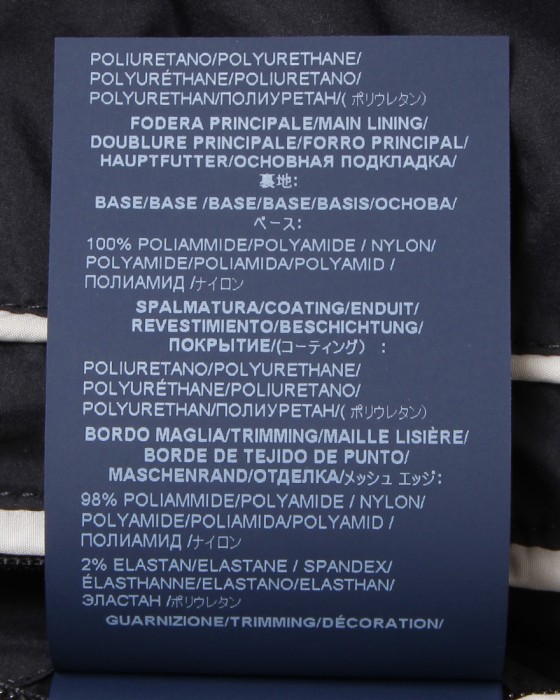 POLIURETANO/POLYURETHANE/
POLYURÉTHANE/POLIURETANO/
POLYURETHAN/ПОЛИУРЕТАН/( ポリウレタン）
FODERA PRINCIPALE/MAIN LINING/
DOUBLURE PRINCIPALE/FORRO PRINCIPAL/
HAUPTFUTTER/ОСНОВНАЯ ПОДКЛАДКА/
裏地:
BASE/BASE /BASE/BASE/BASIS/ОСНОВА/
ベース:
100% POLIAMMIDE/POLYAMIDE / NYLON/
POLYAMIDE/POLIAMIDA/POLYAMID /
ПОЛИАМИД /ナイロン
SPALMATURA/COATING/ENDUIT/
REVESTIMIENTO/BESCHICHTUNG/
ПОКРЫТИЕ/(コーティング） :
POLIURETANO/POLYURETHANE/
POLYURÉTHANE/POLIURETANO/
POLYURETHAN/ПОЛИУРЕТАН/( ポリウレタン）
BORDO MAGLIA/TRIMMING/MAILLE LISIÈRE/
BORDE DE TEJIDO DE PUNTO/
MASCHENRAND/ОТДЕЛКА/メッシュ エッジ:
98% POLIAMMIDE/POLYAMIDE / NYLON/
POLYAMIDE/POLIAMIDA/POLYAMID /
ПОЛИАМИД /ナイロン
2% ELASTAN/ELASTANE / SPANDEX/
ÉLASTHANNE/ELASTANO/ELASTHAN/
ЭЛАСТАН /ポリウレタン
GUARNIZIONE/TRIMMING/DÉCORATION/